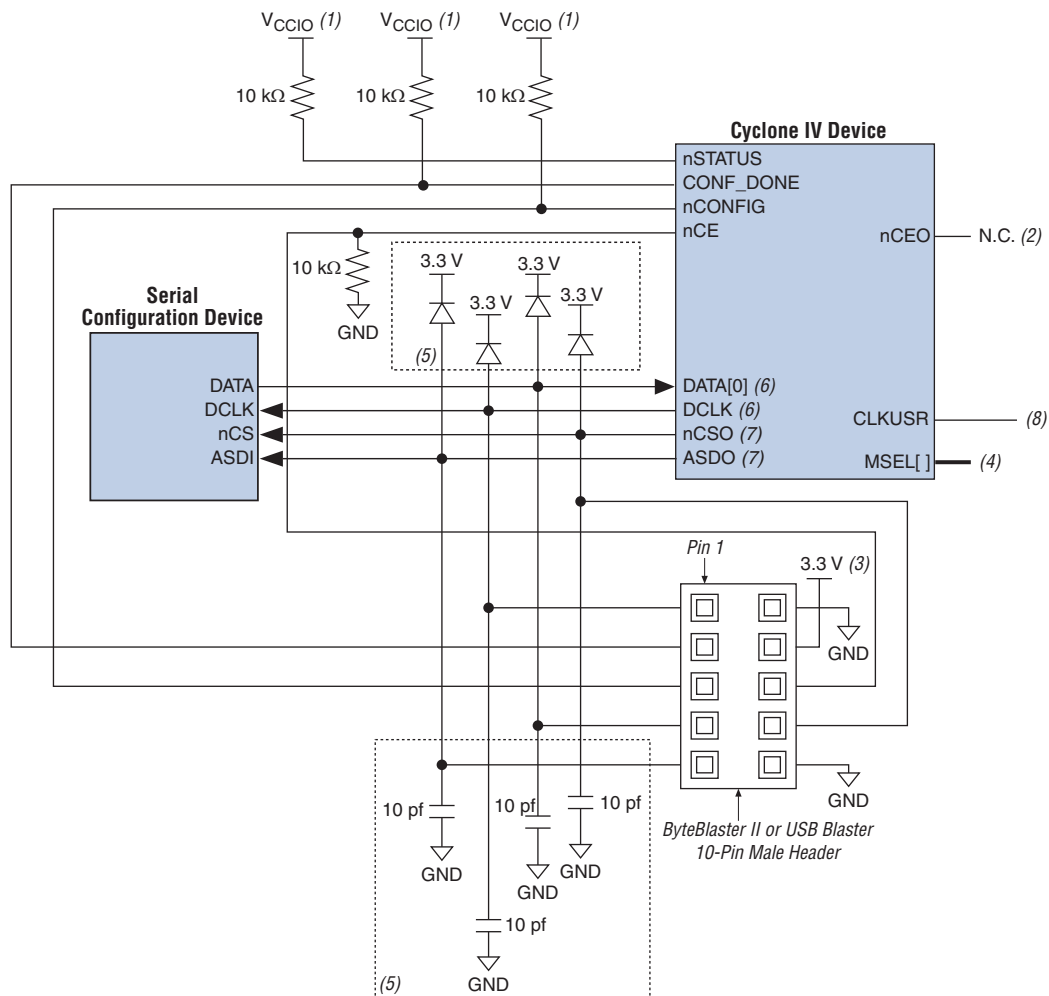 VCCIO (1) VCCIO (1) VCCIO (1)
10 kΩ 10 kΩ 10 kΩ
Cyclone IV Device
nSTATUS
CONF_DONE
nCONFIG
nCE
nCEO N.C. (2)
10 kΩ
GND
3.3 V 3.3 V
3.3 V 3.3 V
(5)
Serial
Configuration Device
DATA
DCLK
nCS
ASDI
DATA[0] (6)
DCLK (6)
nCSO (7)
ASDO (7)
CLKUSR (8)
MSEL[ ] (4)
Pin 1
3.3 V (3)
GND
GND
ByteBlaster II or USB Blaster
10-Pin Male Header
10 pf 10 pf 10 pf
GND GND GND
10 pf
GND
(5)